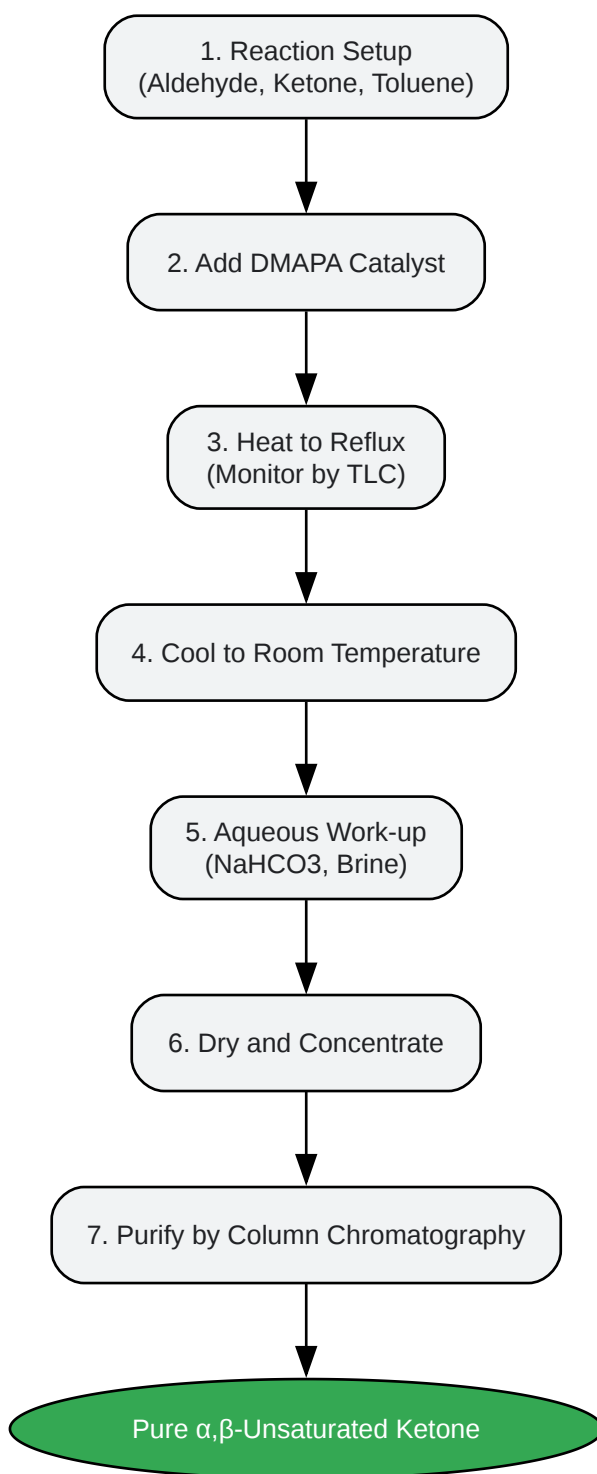 1. Reaction Setup
(Aldehyde, Ketone, Toluene)
2. Add DMAPA Catalyst
3. Heat to Reflux
(Monitor by TLC)
4. Cool to Room Temperature
5. Aqueous Work-up
(NaHCO3, Brine)
6. Dry and Concentrate
7. Purify by Column Chromatography
Pure α,β-Unsaturated Ketone